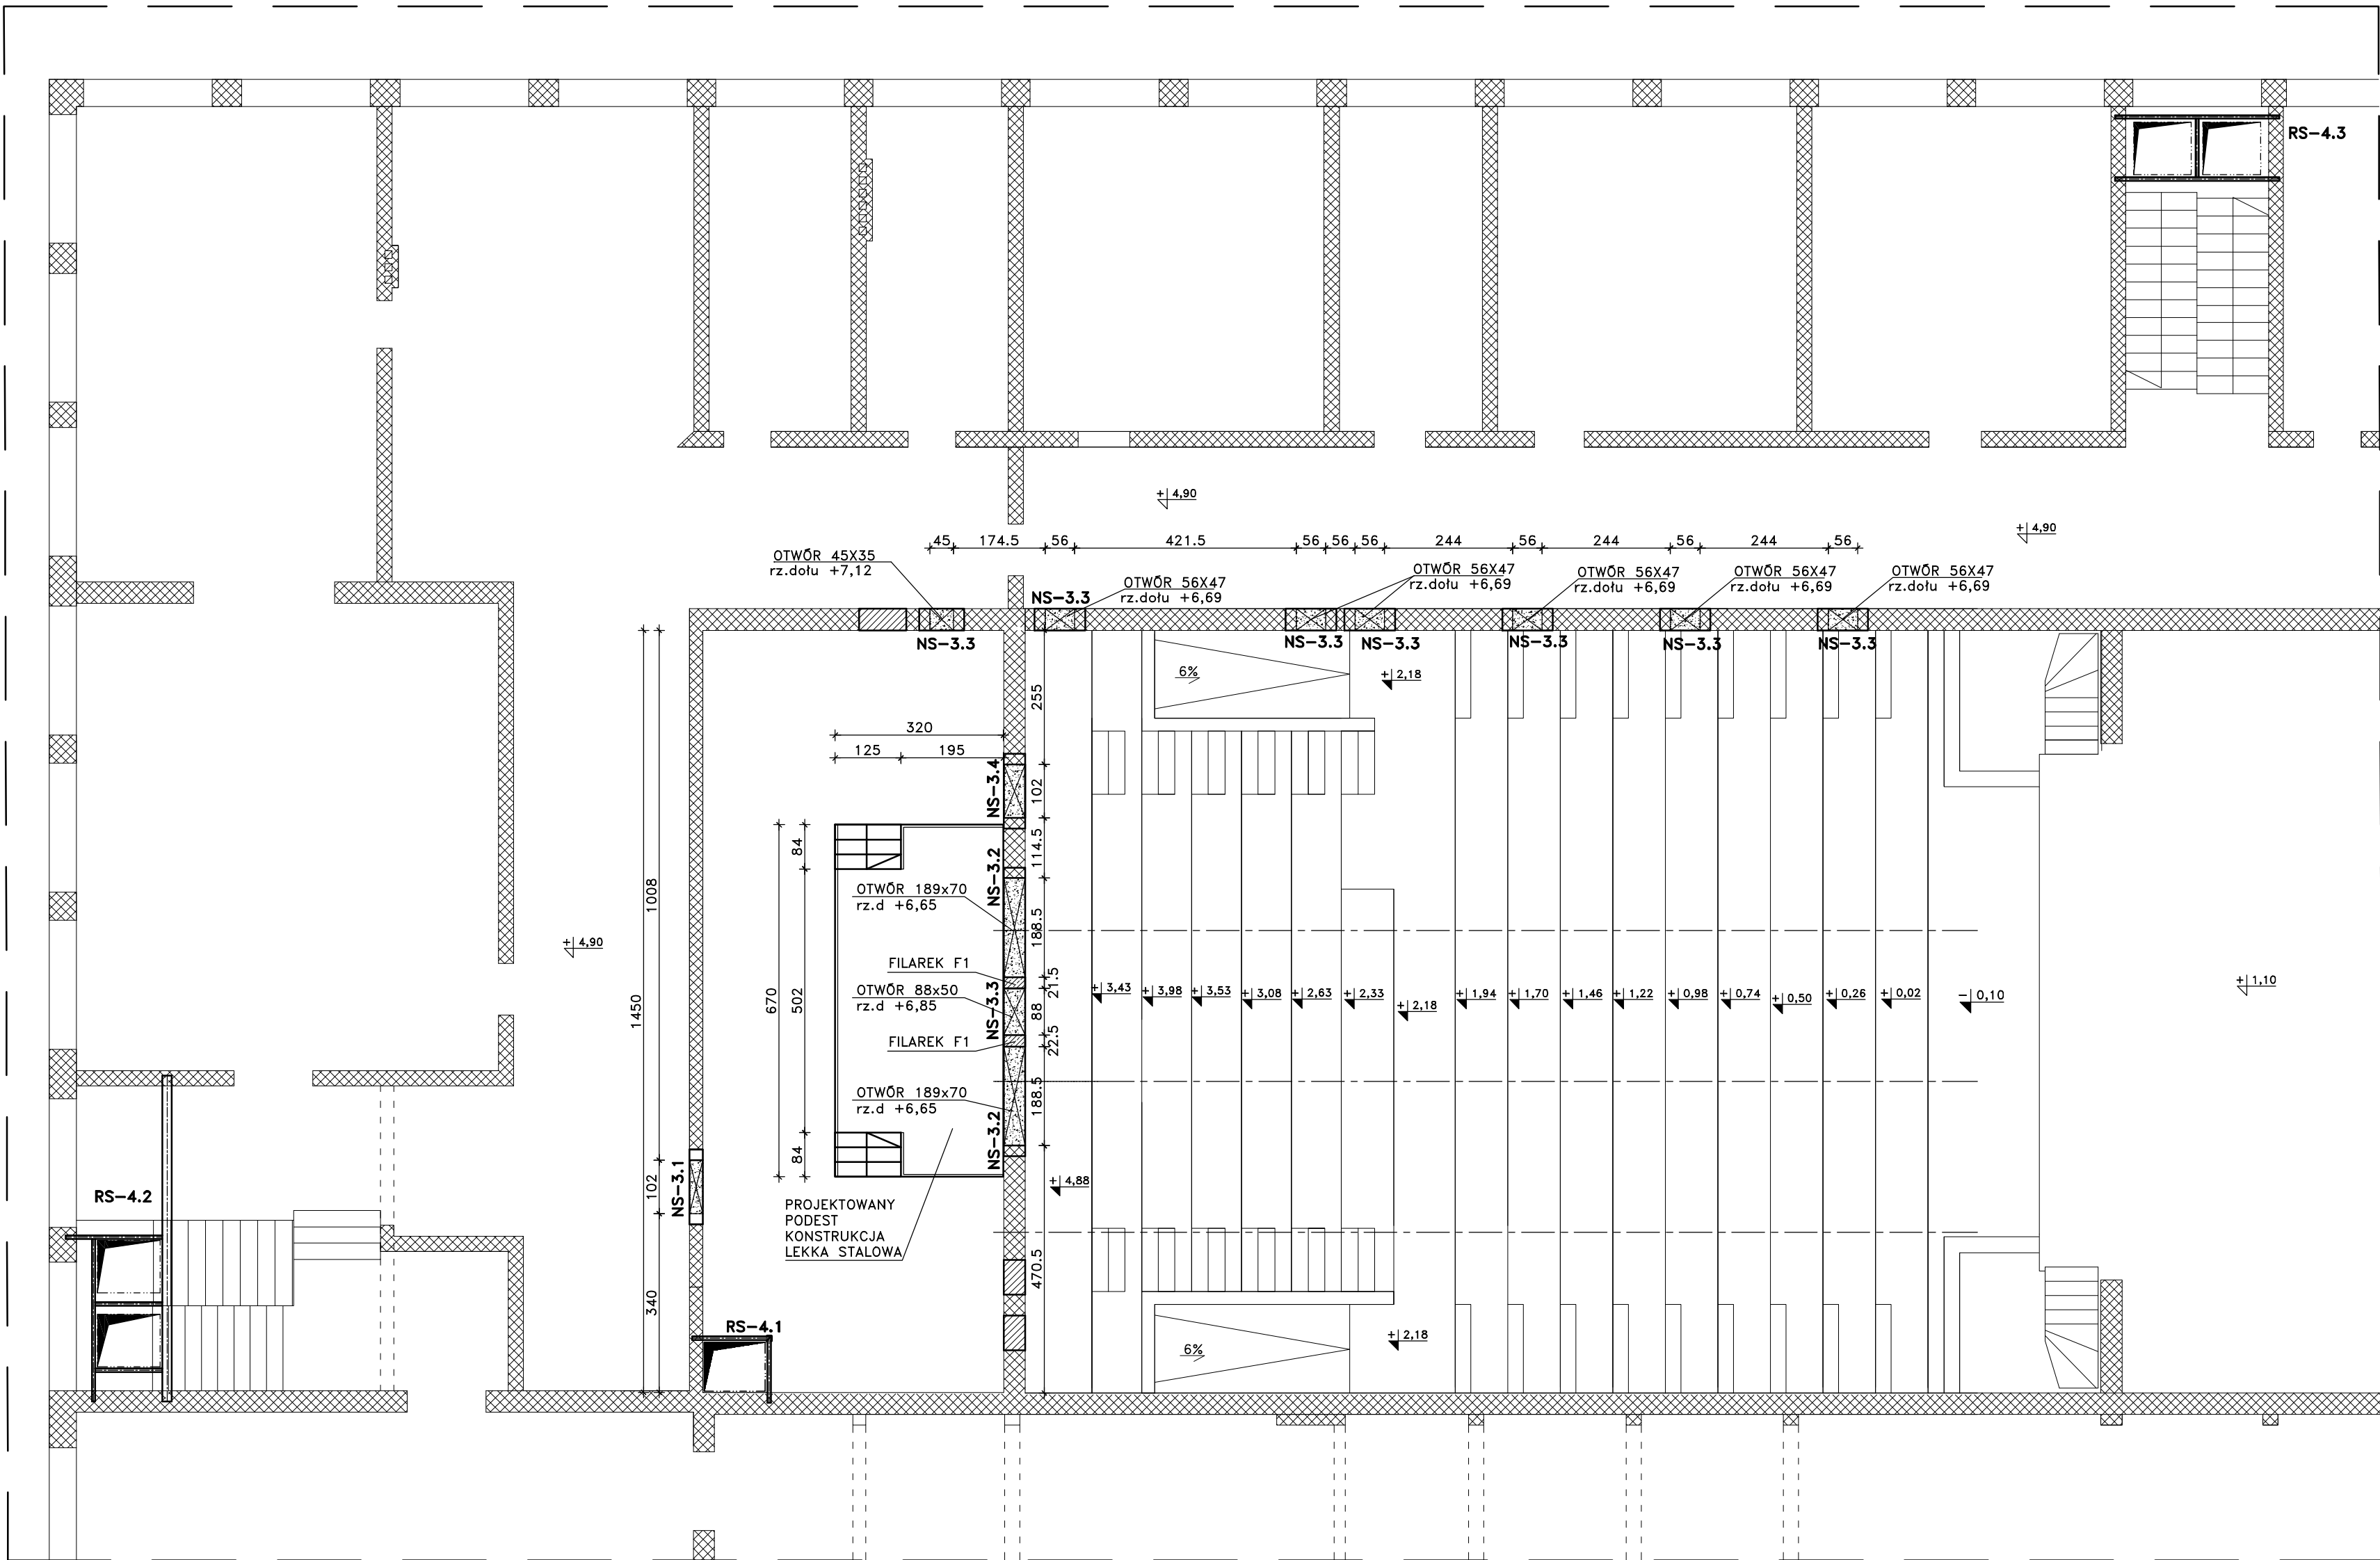 RS-4.3
+ 4,90
+ 4,90
45 174.5 56 421.5 56 56 56 244 56 244 56 244 56
OTWÓR 45X35
rz.dołu +7,12
OTWÓR 56X47
rz.dołu +6,69
OTWÓR 56X47
rz.dołu +6,69
OTWÓR 56X47
rz.dołu +6,69
OTWÓR 56X47
rz.dołu +6,69
OTWÓR 56X47
rz.dołu +6,69
NS-3.3
NS-3.3
NS-3.3
NS-3.3
NS-3.3
NS-3.3
NS-3.3
6%
+ 2,18
255
320
125 195
NS-3.4
102
84
114.5
NS-3.2
1008
OTWÓR 189x70
rz.d +6,65
188.5
+ 4,90
FILAREK F1
21.5
1450
670
502
OTWÓR 88x50
rz.d +6,85
NS-3.3
88
+ 3,43
+ 3,98
+ 3,53
+ 3,08
+ 2,63
+ 2,33
+ 2,18
+ 1,94
+ 1,70
+ 1,46
+ 1,22
+ 0,98
+ 0,74
+ 0,50
+ 0,26
+ 0,02
- 0,10
+ 1,10
FILAREK F1
22.5
OTWÓR 189x70
rz.d +6,65
188.5
NS-3.2
84
102
NS-3.1
+ 4,88
RS-4.2
PROJEKTOWANY
PODEST
KONSTRUKCJA
LEKKA STALOWA
470.5
340
RS-4.1
6%
+ 2,18